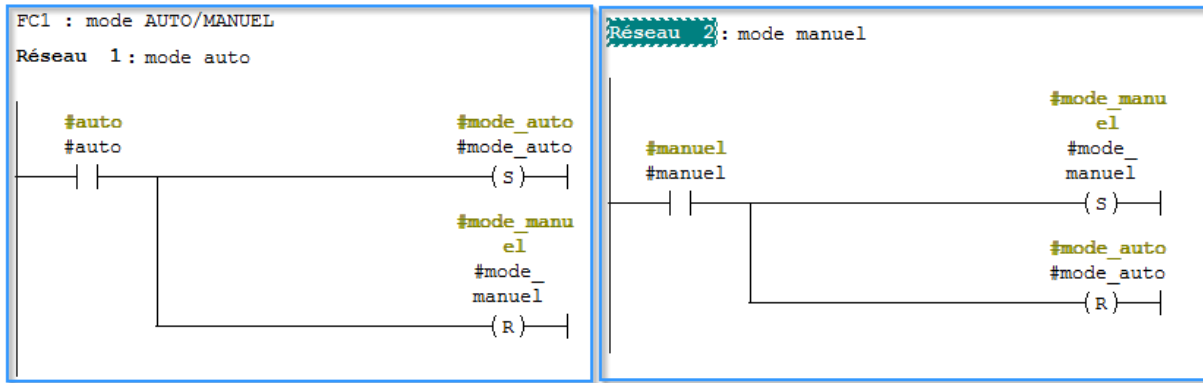 FC1 : mode AUTO/MANUEL
Réseau 1 : mode auto
#auto
#auto
#mode_auto
#mode_auto
S
#mode_manu
el
#mode_
manuel
R
Réseau 2 : mode manuel
#manuel
#manuel
#mode_manu
el
#mode_
manuel
S
#mode_auto
#mode_auto
R